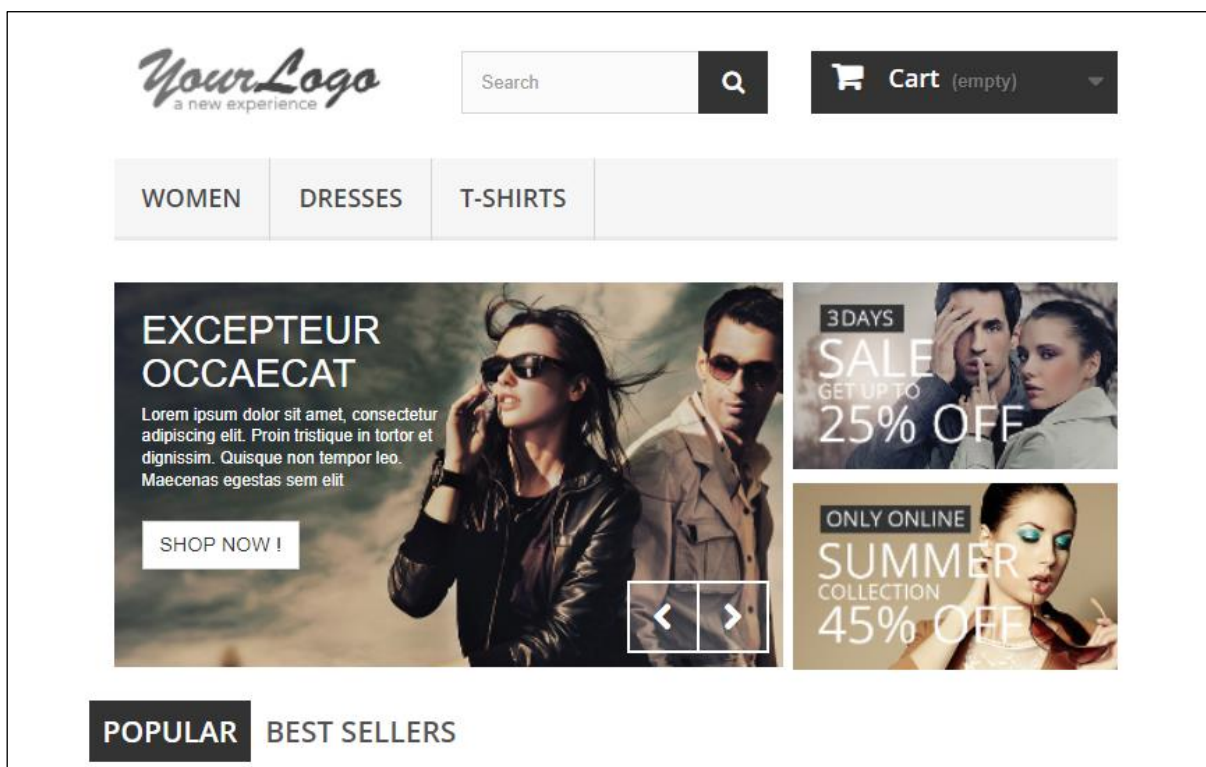 YourLogo
a new experience
Search
Cart (empty)
WOMEN
DRESSES
T-SHIRTS
EXCEPTEUR
OCCAECAT
Lorem ipsum dolor sit amet, consectetur
adipiscing elit. Proin tristique in tortor et
dignissim. Quisque non tempor leo.
Maecenas egestas sem elit
SHOP NOW !
3 DAYS
SALE
GET UP TO
25% OFF
ONLY ONLINE
SUMMER
COLLECTION
45% OFF
POPULAR
BEST SELLERS